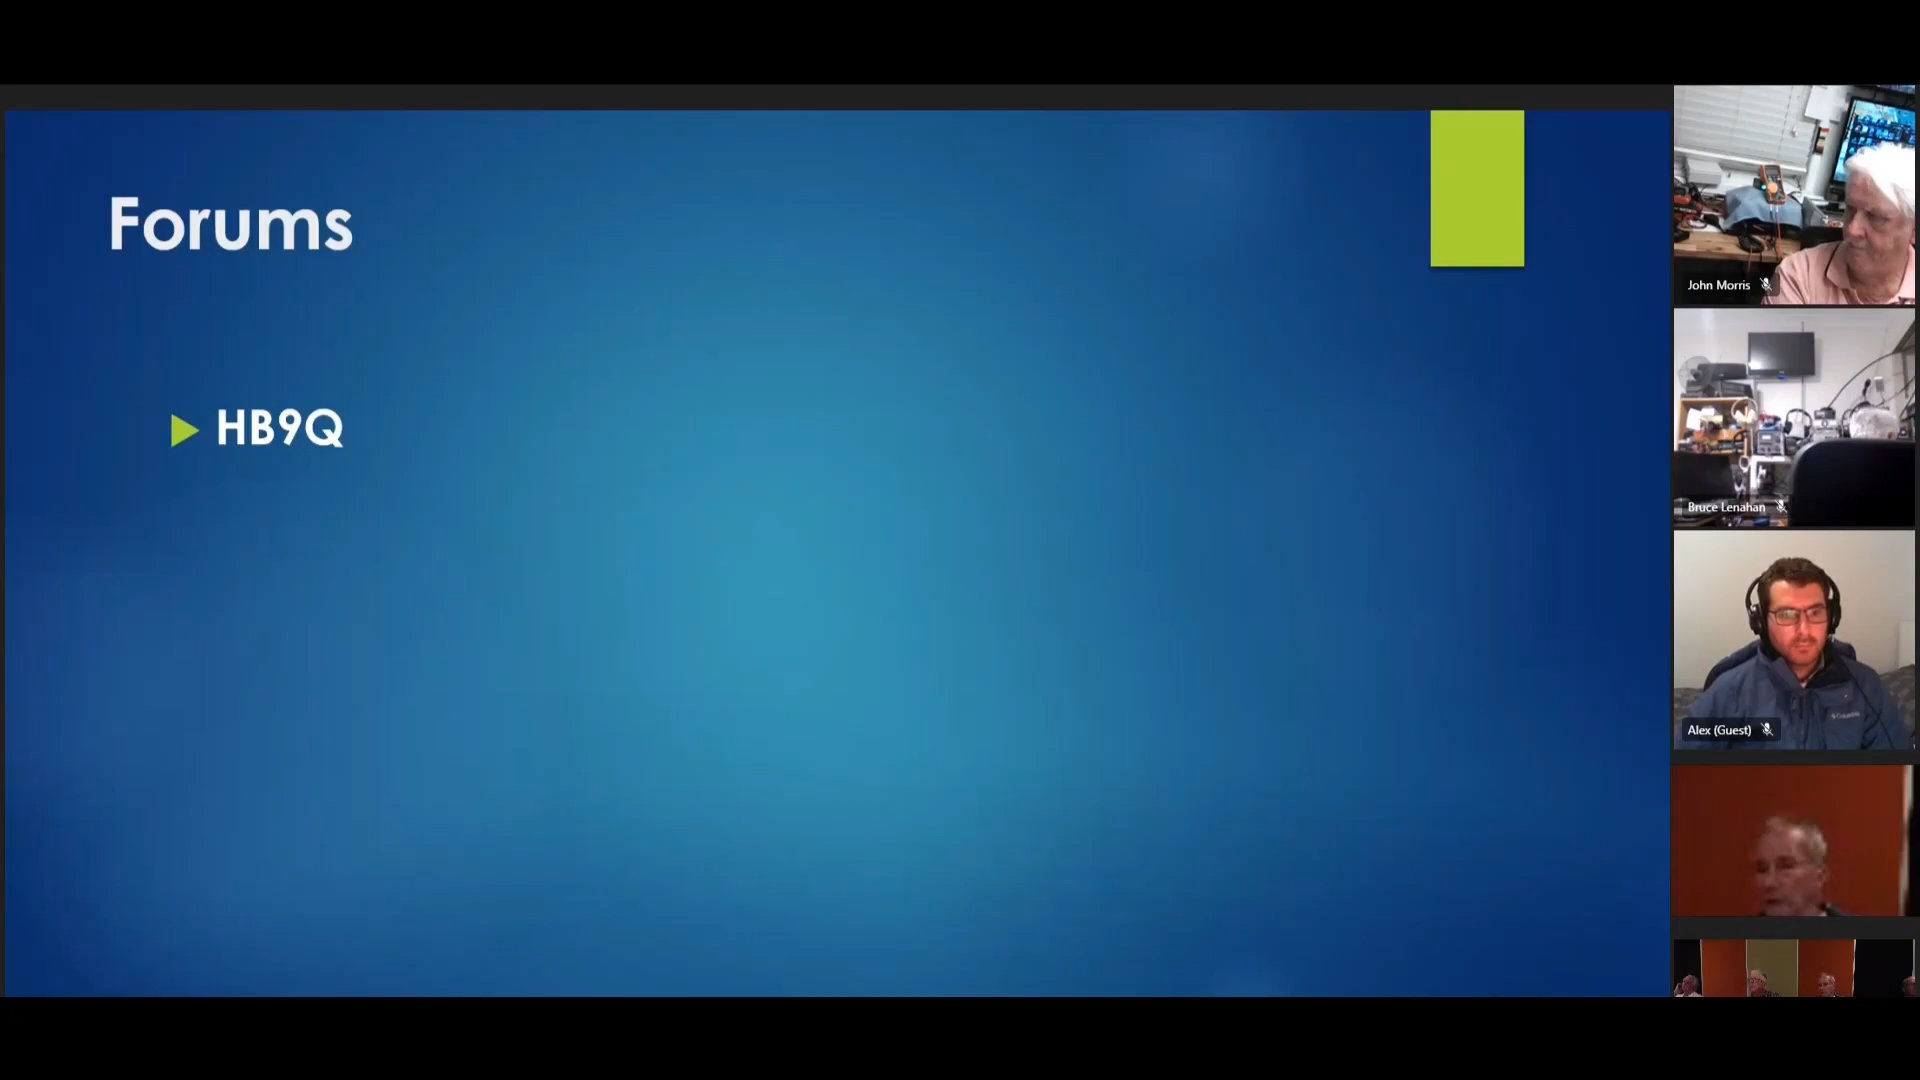 Forums
HB9Q
John Morris
Bruce Lenahan
Alex (Guest)